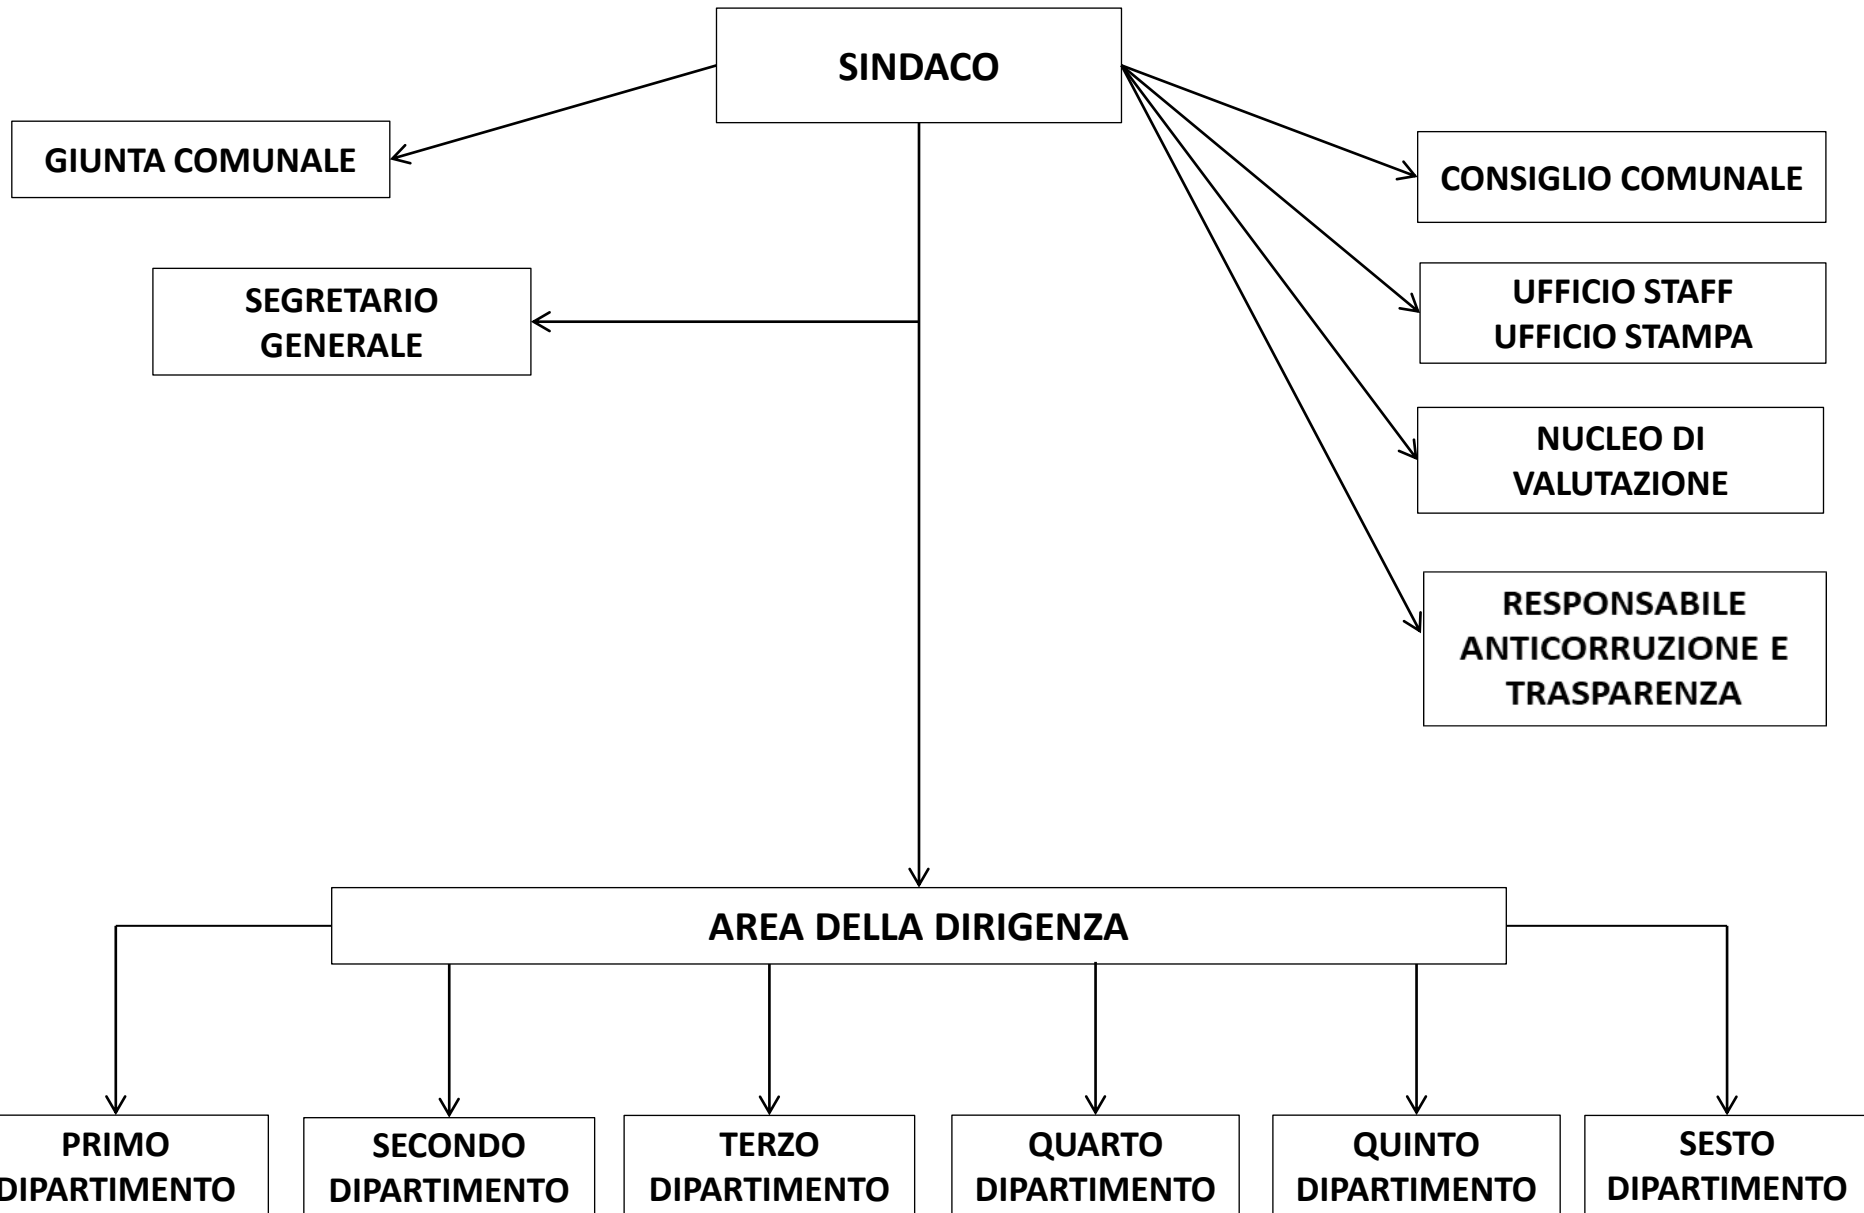 SINDACO
GIUNTA COMUNALE
CONSIGLIO COMUNALE
SEGRETARIO
GENERALE
UFFICIO STAFF
UFFICIO STAMPA
NUCLEO DI
VALUTAZIONE
RESPONSABILE
ANTICORRUZIONE E
TRASPARENZA
AREA DELLA DIRIGENZA
PRIMO
DIPARTIMENTO
SECONDO
DIPARTIMENTO
TERZO
DIPARTIMENTO
QUARTO
DIPARTIMENTO
QUINTO
DIPARTIMENTO
SESTO
DIPARTIMENTO